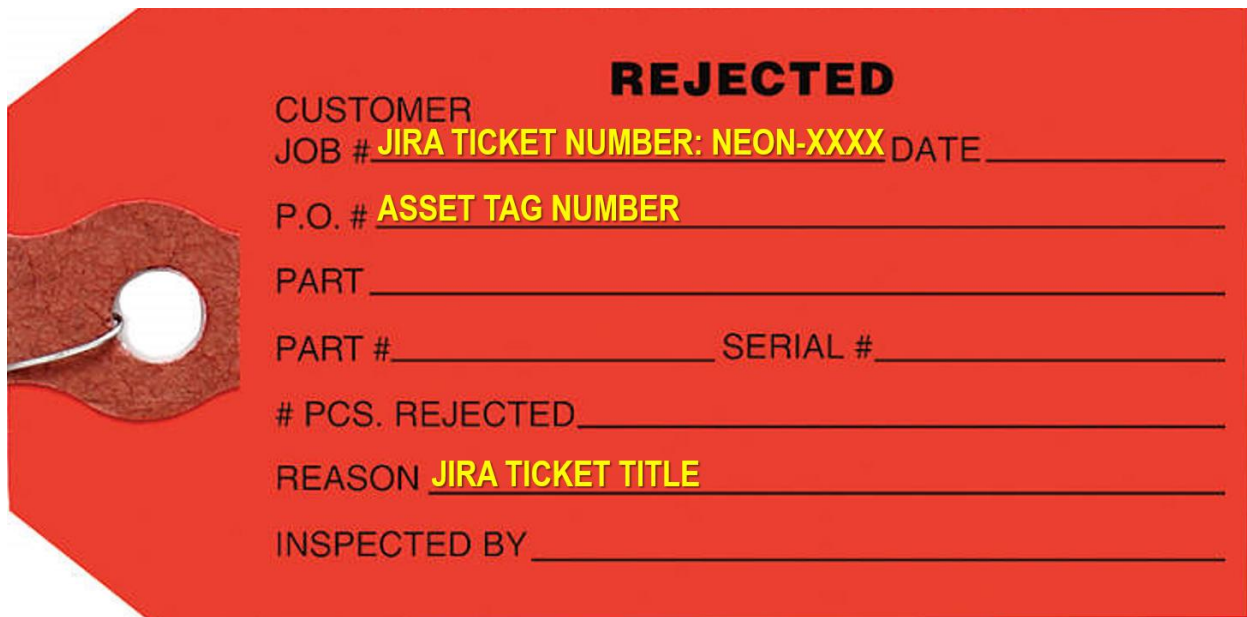 REJECTED
CUSTOMER
JOB # JIRA TICKET NUMBER: NEON-XXXX DATE
P.O. # ASSET TAG NUMBER
PART
PART # SERIAL #
# PCS. REJECTED
REASON JIRA TICKET TITLE
INSPECTED BY